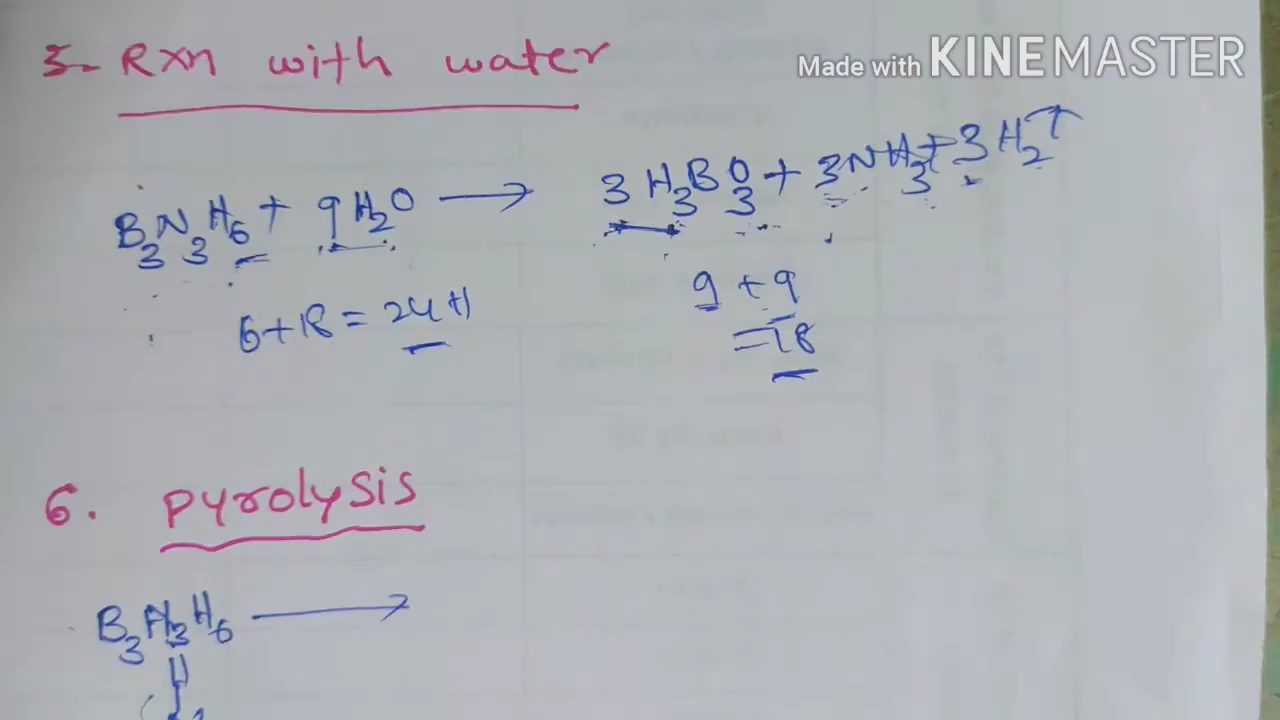 5- Rxn with water
Made with KINEMASTER
B3N3H6 + 9H2O → 3H3BO3 + 3NH3 + 3H2↑
6+18 = 24H
9 + 9
= 18
6. Pyrolysis
B3N3H6 →